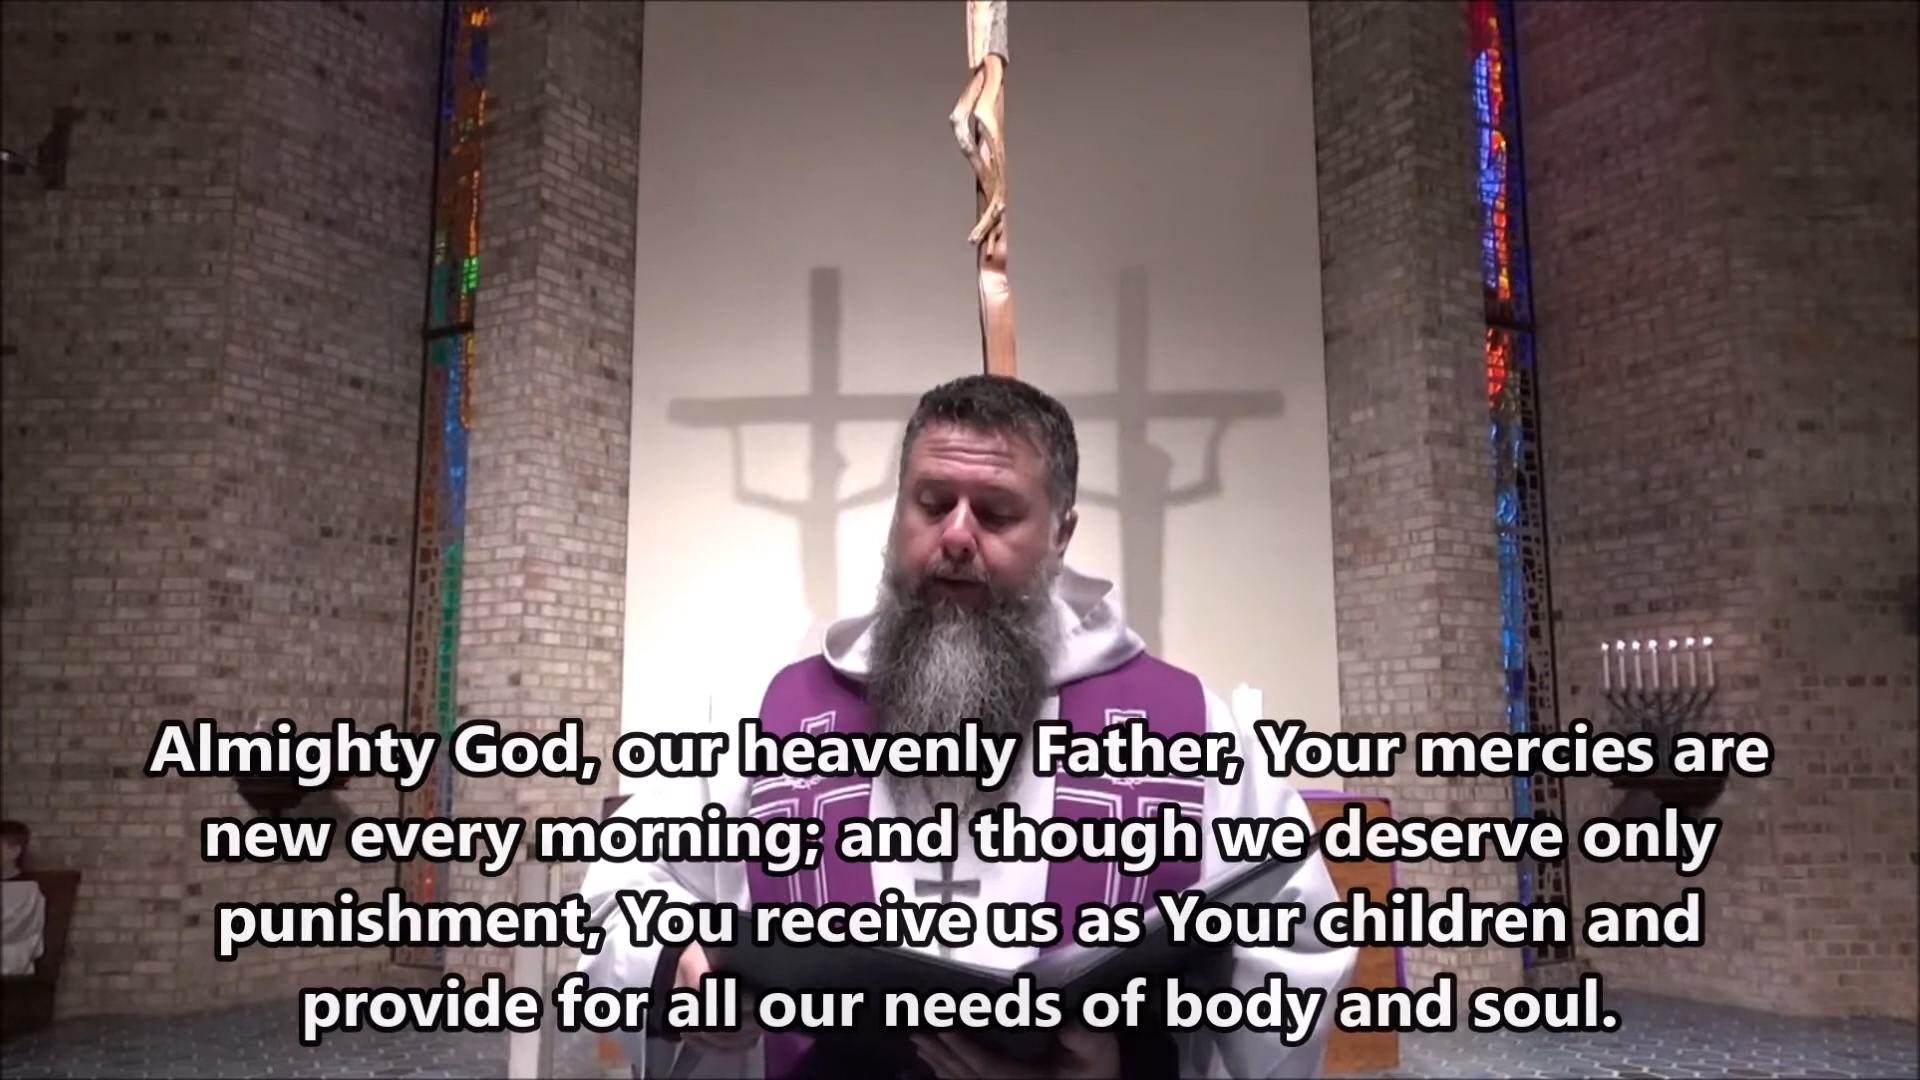 Almighty God, our heavenly Father, Your mercies are
new every morning; and though we deserve only
punishment, You receive us as Your children and
provide for all our needs of body and soul.